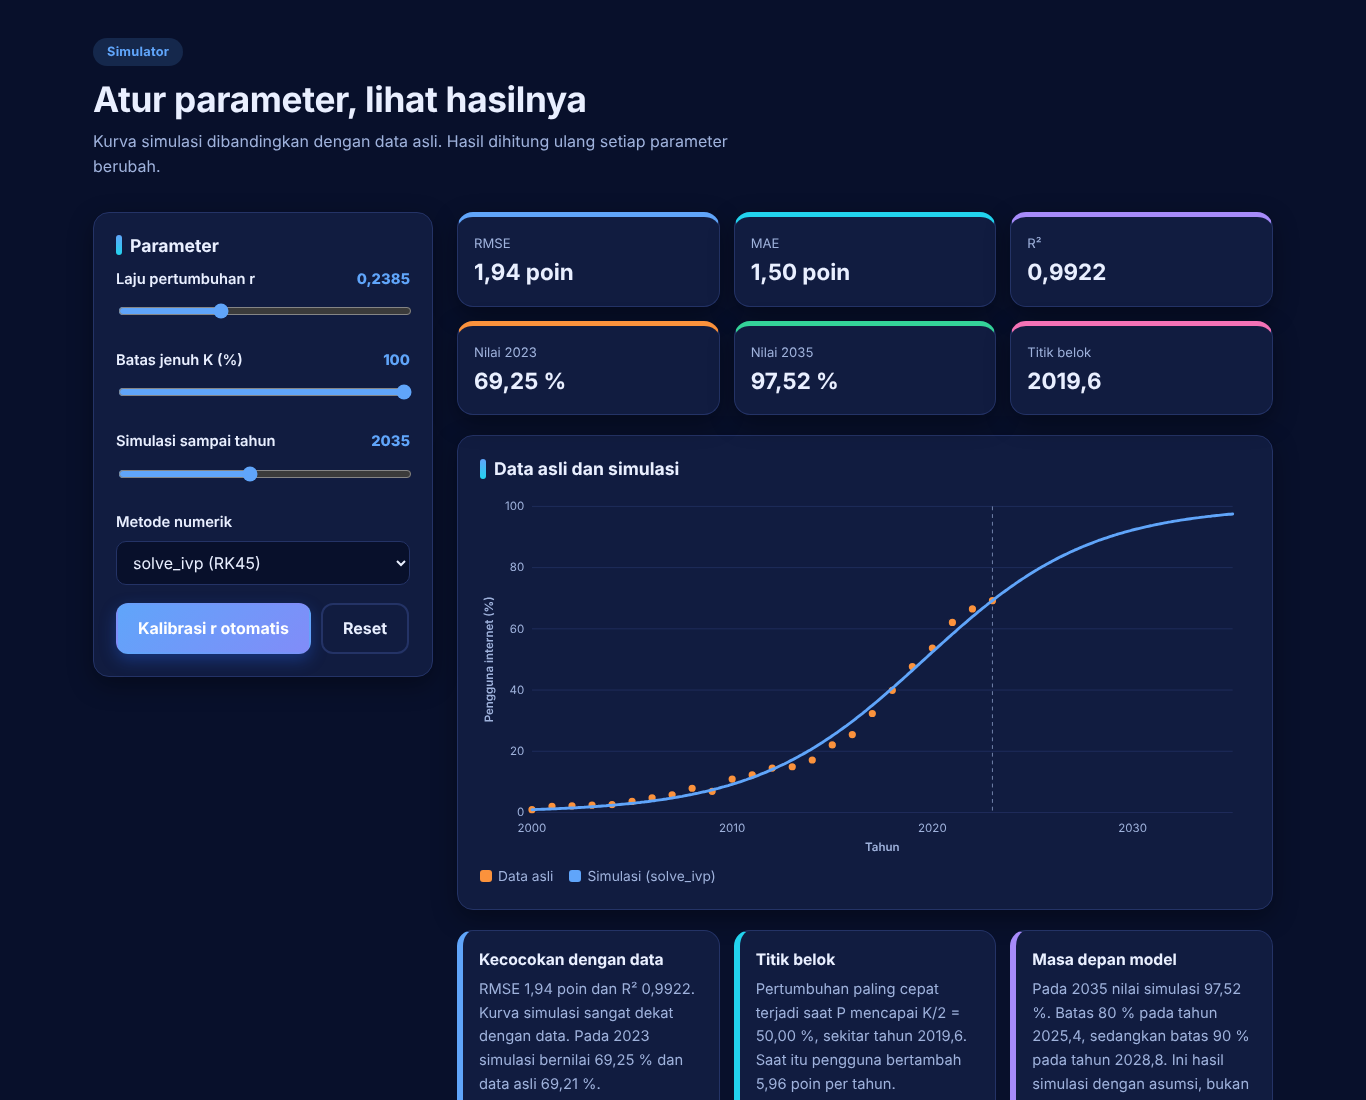 Simulator
Atur parameter, lihat hasilnya
Kurva simulasi dibandingkan dengan data asli. Hasil dihitung ulang setiap parameter
berubah.
Parameter
Laju pertumbuhan r 0,2385
Batas jenuh K (%) 100
Simulasi sampai tahun 2035
Metode numerik
solve_ivp (RK45)
Kalibrasi r otomatis Reset
RMSE
1,94 poin
MAE
1,50 poin
R²
0,9922
Nilai 2023
69,25 %
Nilai 2035
97,52 %
Titik belok
2019,6
Data asli dan simulasi
100
80
60
40
20
0
Pengguna internet (%)
2000 2010 2020 2030
Tahun
Data asli Simulasi (solve_ivp)
Kecocokan dengan data
RMSE 1,94 poin dan R² 0,9922.
Kurva simulasi sangat dekat
dengan data. Pada 2023
simulasi bernilai 69,25 % dan
data asli 69,21 %.
Titik belok
Pertumbuhan paling cepat
terjadi saat P mencapai K/2 =
50,00 %, sekitar tahun 2019,6.
Saat itu pengguna bertambah
5,96 poin per tahun.
Masa depan model
Pada 2035 nilai simulasi 97,52
%. Batas 80 % pada tahun
2025,4, sedangkan batas 90 %
pada tahun 2028,8. Ini hasil
simulasi dengan asumsi, bukan